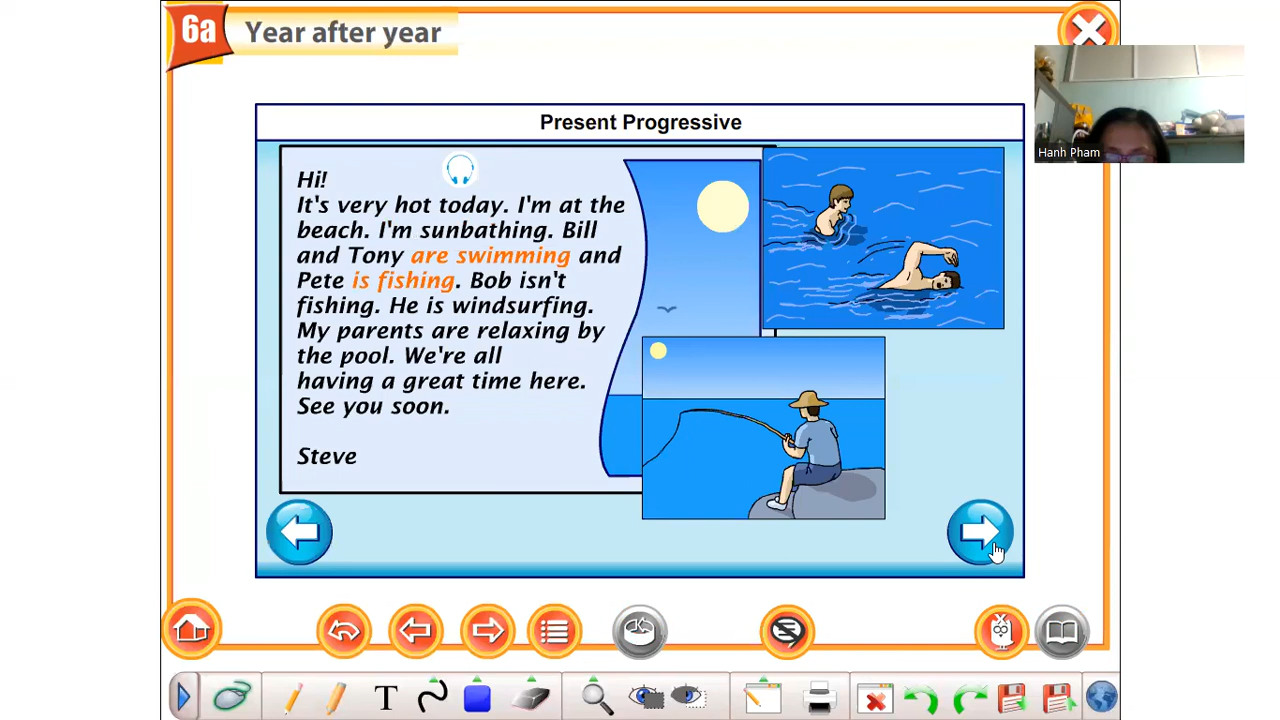 6a Year after year
Present Progressive
Hi!
It's very hot today. I'm at the
beach. I'm sunbathing. Bill
and Tony are swimming and
Pete is fishing. Bob isn't
fishing. He is windsurfing.
My parents are relaxing by
the pool. We're all
having a great time here.
See you soon.
Steve
Hanh Pham
T